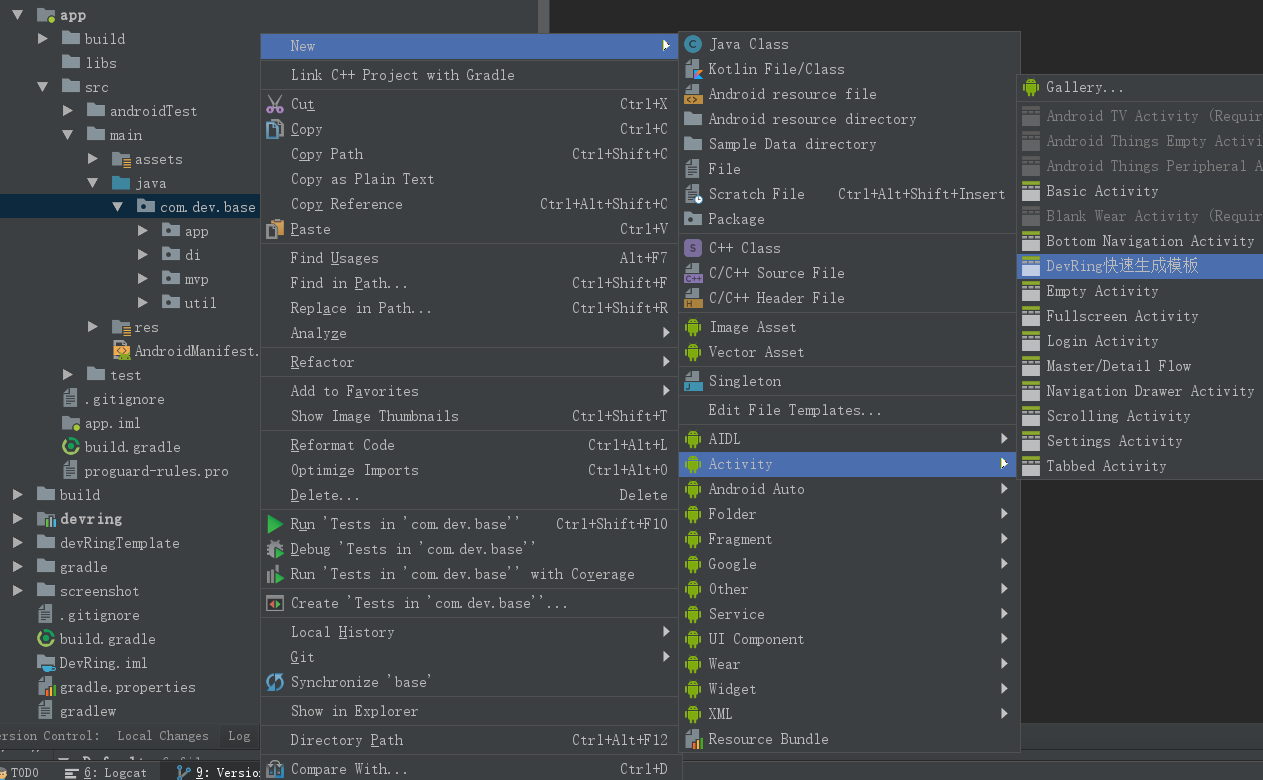 app
build
libs
src
androidTest
main
assets
java
com.dev.base
app
di
mvp
util
res
AndroidManifest.
test
.gitignore
app.iml
build.gradle
proguard-rules.pro
build
devring
devRingTemplate
gradle
screenshot
.gitignore
build.gradle
DevRing.iml
gradle.properties
gradlew
ersion Control: Local Changes Log
TODO 6: Logcat 9: Versio
New
Link C++ Project with Gradle
Cut Ctrl+X
Copy Ctrl+C
Copy Path Ctrl+Shift+C
Copy as Plain Text
Copy Reference Ctrl+Alt+Shift+C
Paste Ctrl+V
Find Usages Alt+F7
Find in Path... Ctrl+Shift+F
Replace in Path... Ctrl+Shift+R
Analyze
Refactor
Add to Favorites
Show Image Thumbnails Ctrl+Shift+T
Reformat Code Ctrl+Alt+L
Optimize Imports Ctrl+Alt+O
Delete... Delete
Run 'Tests in 'com.dev.base'' Ctrl+Shift+F10
Debug 'Tests in 'com.dev.base''
Run 'Tests in 'com.dev.base'' with Coverage
Create 'Tests in 'com.dev.base''...
Local History
Git
Synchronize 'base'
Show in Explorer
Directory Path Ctrl+Alt+F12
Compare With... Ctrl+D
Java Class
Kotlin File/Class
Android resource file
Android resource directory
Sample Data directory
File
Scratch File Ctrl+Alt+Shift+Insert
Package
C++ Class
C/C++ Source File
C/C++ Header File
Image Asset
Vector Asset
Singleton
Edit File Templates...
AIDL
Activity
Android Auto
Folder
Fragment
Google
Other
Service
UI Component
Wear
Widget
XML
Resource Bundle
Gallery...
Android TV Activity (Requir
Android Things Empty Activi
Android Things Peripheral A
Basic Activity
Blank Wear Activity (Requir
Bottom Navigation Activity
DevRing快速生成模板
Empty Activity
Fullscreen Activity
Login Activity
Master/Detail Flow
Navigation Drawer Activity
Scrolling Activity
Settings Activity
Tabbed Activity